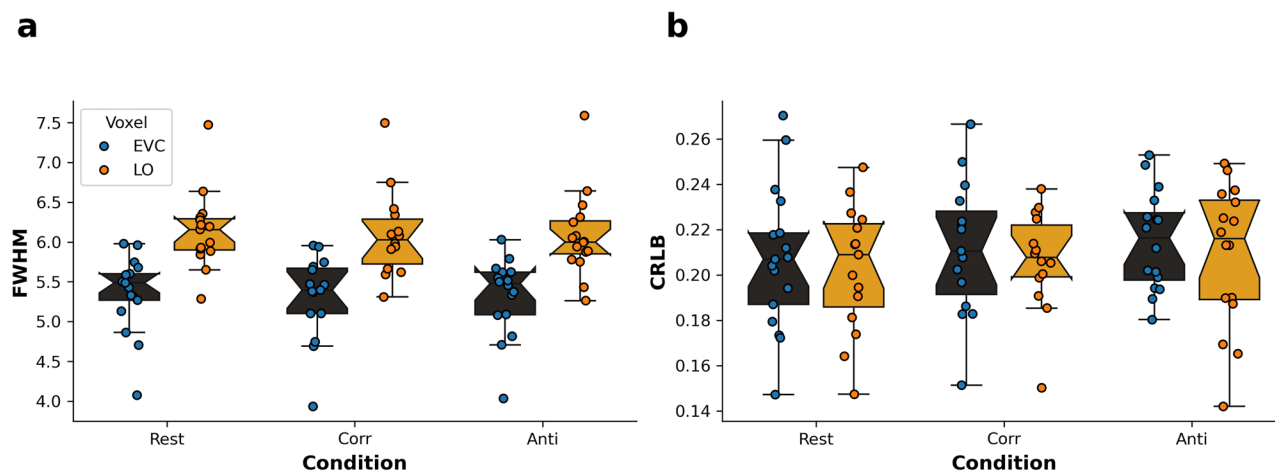 a
FWHM
7.5
7.0
6.5
6.0
5.5
5.0
4.5
4.0
Voxel
EVC
LO
Rest
Corr
Anti
Condition
b
CRLB
0.26
0.24
0.22
0.20
0.18
0.16
0.14
Rest
Corr
Anti
Condition